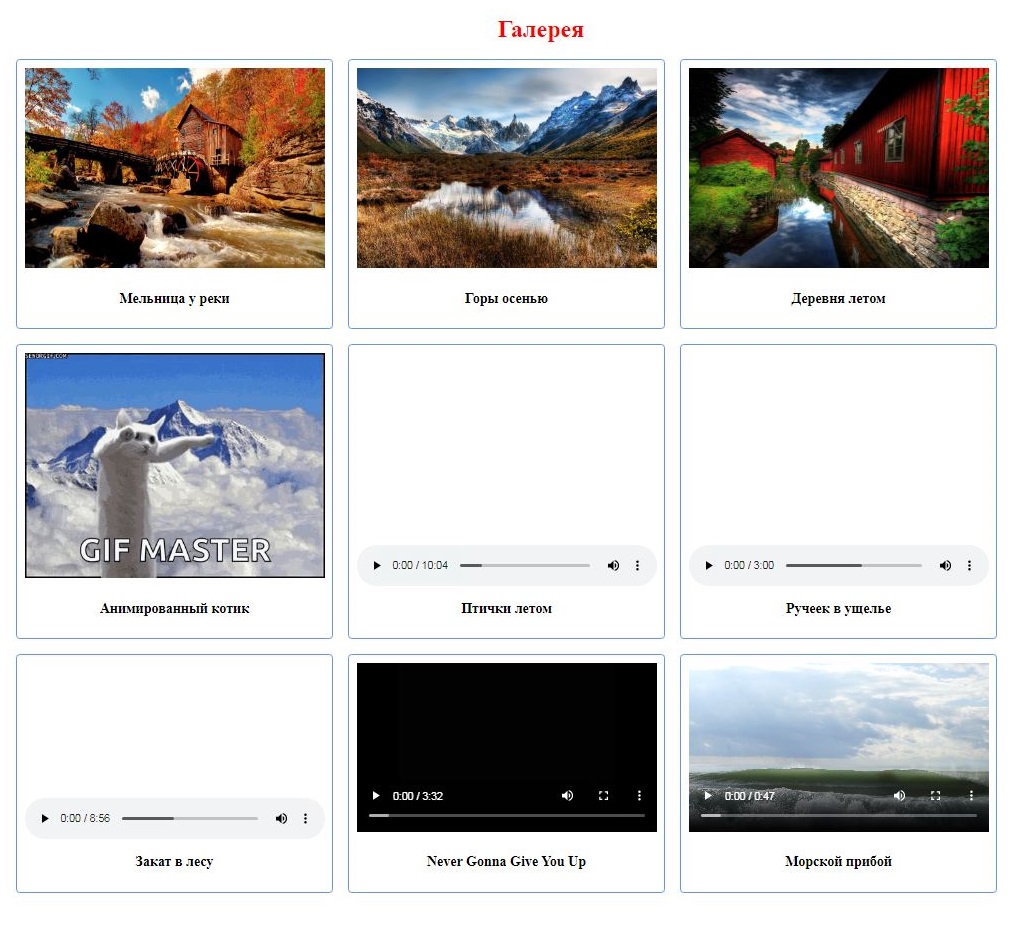 Галерея
Мельница у реки
Горы осенью
Деревня летом
SENORGIF.COM
GIF MASTER
Анимированный котик
0:00 / 10:04
Птички летом
0:00 / 3:00
Ручеек в ущелье
0:00 / 8:56
Закат в лесу
0:00 / 3:32
Never Gonna Give You Up
0:00 / 0:47
Морской прибой